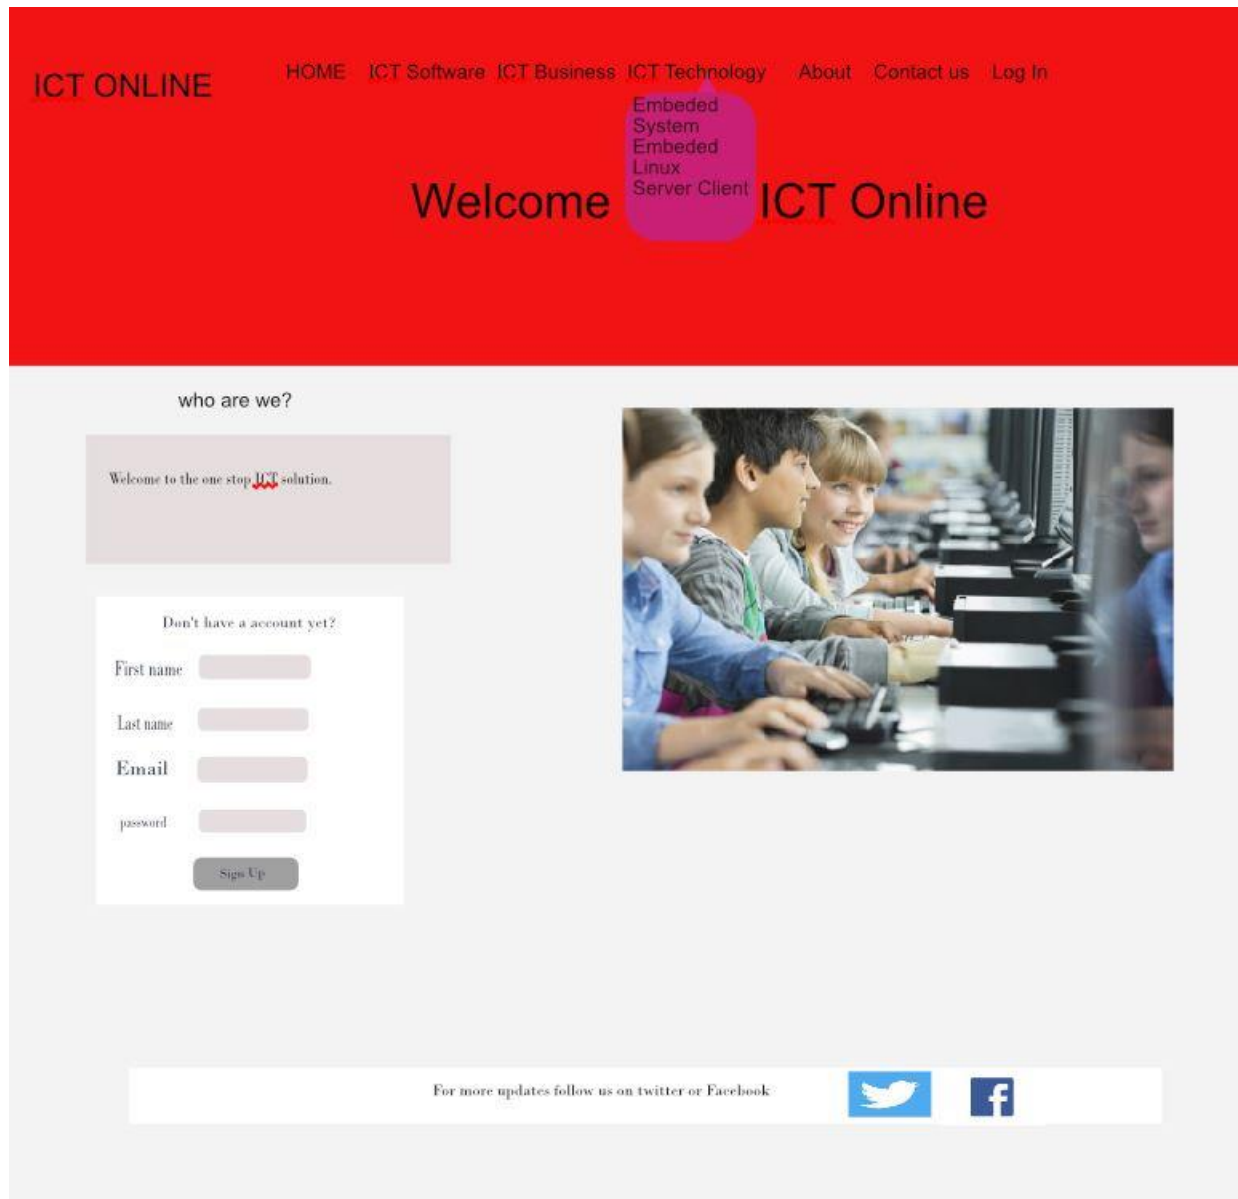 ICT ONLINE
HOME ICT Software ICT Business ICT Technology About Contact us Log In
Embeded
System
Embeded
Linux
Server Client
Welcome ICT Online
who are we?
Welcome to the one stop ICT solution.
Don't have a account yet?
First name
Last name
Email
password
Sign Up
For more updates follow us on twitter or Facebook
f